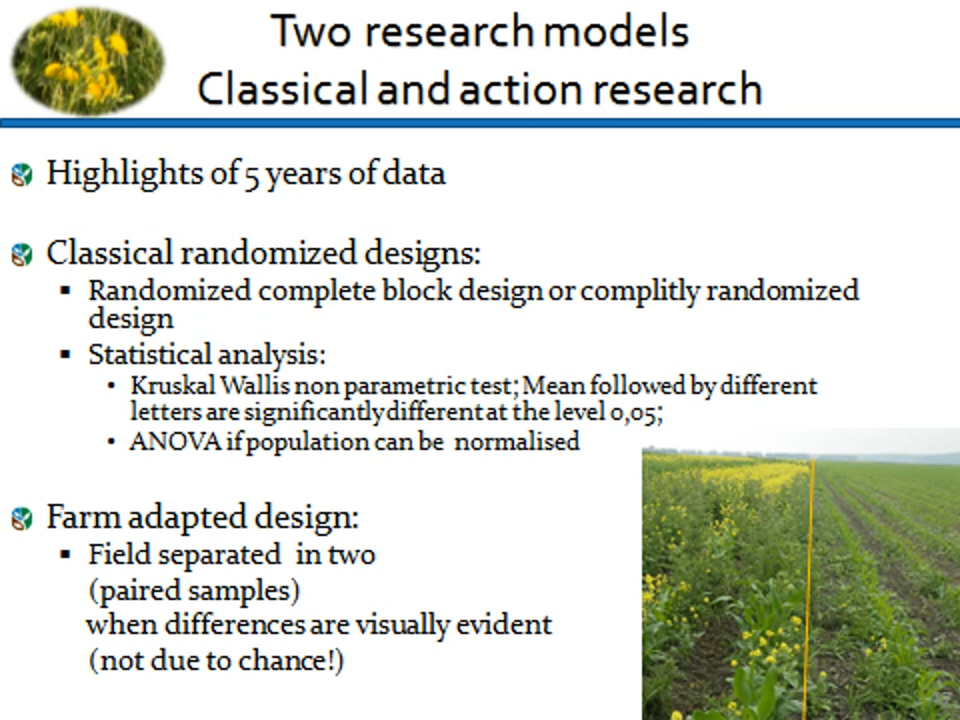 Two research models
Classical and action research
Highlights of 5 years of data
Classical randomized designs:
Randomized complete block design or complitly randomized
design
Statistical analysis:
Kruskal Wallis non parametric test; Mean followed by different
letters are significantly different at the level 0,05;
ANOVA if population can be normalised
Farm adapted design:
Field separated in two
(paired samples)
when differences are visually evident
(not due to chance!)